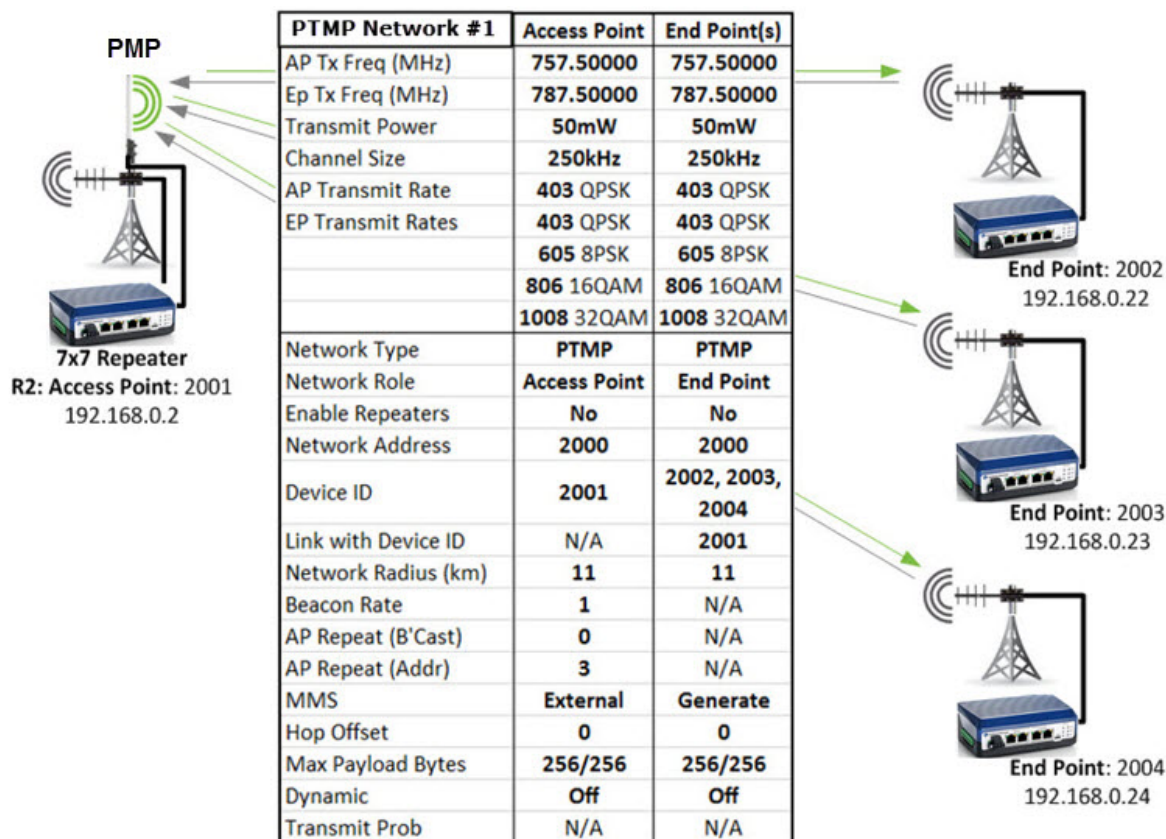 PMP
7x7 Repeater
R2: Access Point: 2001
192.168.0.2
PTMP Network #1 Access Point End Point(s)
AP Tx Freq (MHz) 757.50000 757.50000
Ep Tx Freq (MHz) 787.50000 787.50000
Transmit Power 50mW 50mW
Channel Size 250kHz 250kHz
AP Transmit Rate 403 QPSK 403 QPSK
EP Transmit Rates 403 QPSK 403 QPSK
605 8PSK 605 8PSK
806 16QAM 806 16QAM
1008 32QAM 1008 32QAM
Network Type PTMP PTMP
Network Role Access Point End Point
Enable Repeaters No No
Network Address 2000 2000
Device ID 2001 2002, 2003,
2004
Link with Device ID N/A 2001
Network Radius (km) 11 11
Beacon Rate 1 N/A
AP Repeat (B'Cast) 0 N/A
AP Repeat (Addr) 3 N/A
MMS External Generate
Hop Offset 0 0
Max Payload Bytes 256/256 256/256
Dynamic Off Off
Transmit Prob N/A N/A
End Point: 2002
192.168.0.22
End Point: 2003
192.168.0.23
End Point: 2004
192.168.0.24